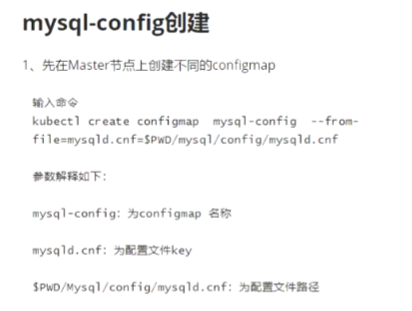 mysql-config创建
1、先在Master节点上创建不同的configmap
输入命令
kubectl create configmap mysql-config --from-
file=mysqld.cnf=$PWD/mysql/config/mysqld.cnf
参数解释如下:
mysql-config: 为configmap 名称
mysqld.cnf: 为配置文件key
$PWD/Mysql/config/mysqld.cnf: 为配置文件路径